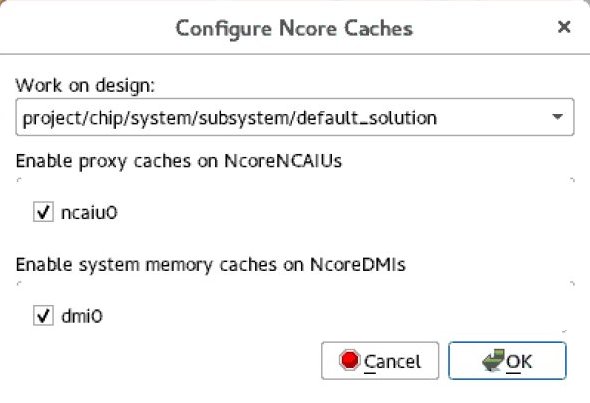 Configure Ncore Caches
Work on design:
project/chip/system/subsystem/default_solution
Enable proxy caches on NcoreNCAIUs
ncaiu0
Enable system memory caches on NcoreDMIs
dmi0
Cancel
OK